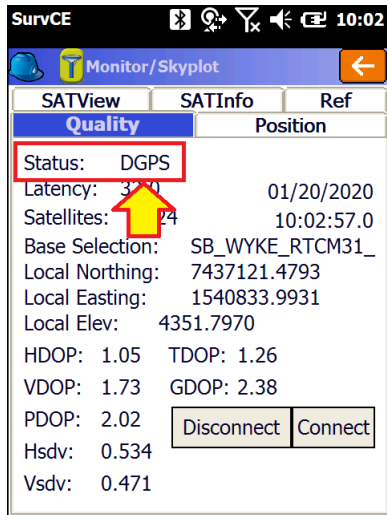 SurvCE 10:02
Monitor/Skyplot
SATView SATInfo Ref
Quality Position
Status: DGPS
Latency: 01/20/2020
Satellites: 24 10:02:57.0
Base Selection: SB_WYKE_RTCM31_
Local Northing: 7437121.4793
Local Easting: 1540833.9931
Local Elev: 4351.7970
HDOP: 1.05 TDOP: 1.26
VDOP: 1.73 GDOP: 2.38
PDOP: 2.02 Disconnect Connect
Hsdv: 0.534
Vsdv: 0.471